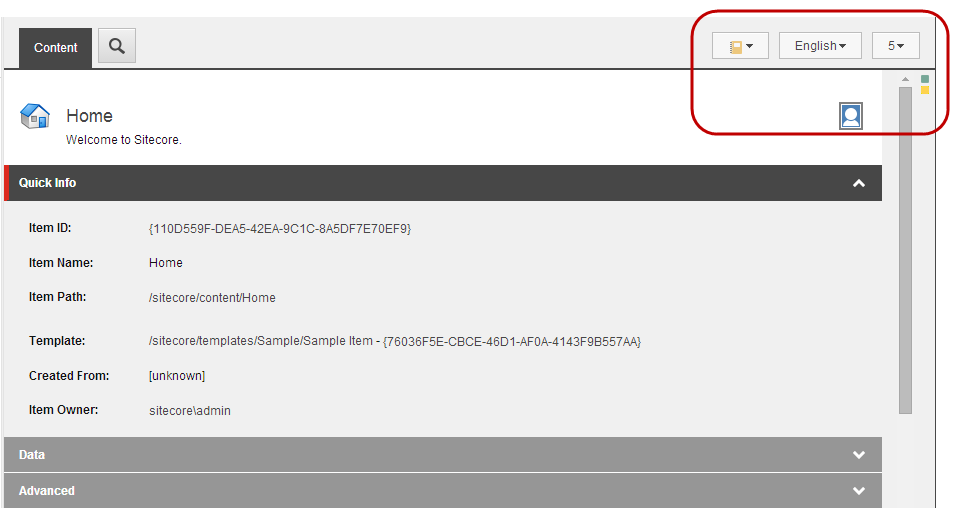 Content English 5
Home
Welcome to Sitecore.
Quick Info
Item ID: {110D559F-DEA5-42EA-9C1C-8A5DF7E70EF9}
Item Name: Home
Item Path: /sitecore/content/Home
Template: /sitecore/templates/Sample/Sample Item - {76036F5E-CBCE-46D1-AF0A-4143F9B557AA}
Created From: [unknown]
Item Owner: sitecore\admin
Data
Advanced